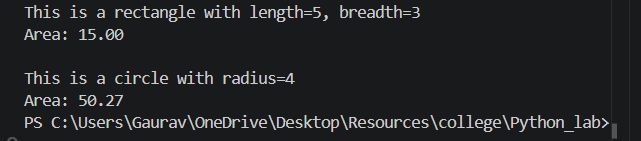 This is a rectangle with length=5, breadth=3
Area: 15.00
This is a circle with radius=4
Area: 50.27
PS C:\Users\Gaurav\OneDrive\Desktop\Resources\college\Python_lab>